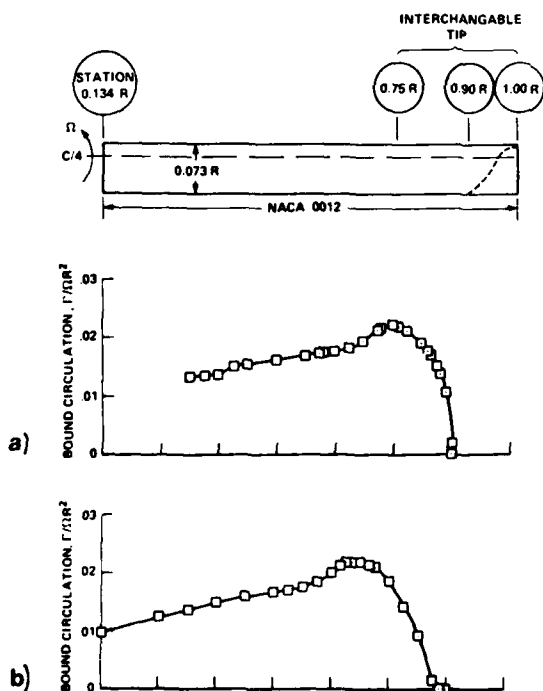 INTERCHANGABLE
TIP
STATION
0.134 R
0.75 R
0.90 R
1.00 R
Ω
C/4
0.073 R
NACA 0012
BOUND CIRCULATION, Γ/ΩR²
.03
.02
.01
0
a)
BOUND CIRCULATION, Γ/ΩR²
03
02
01
0
b)